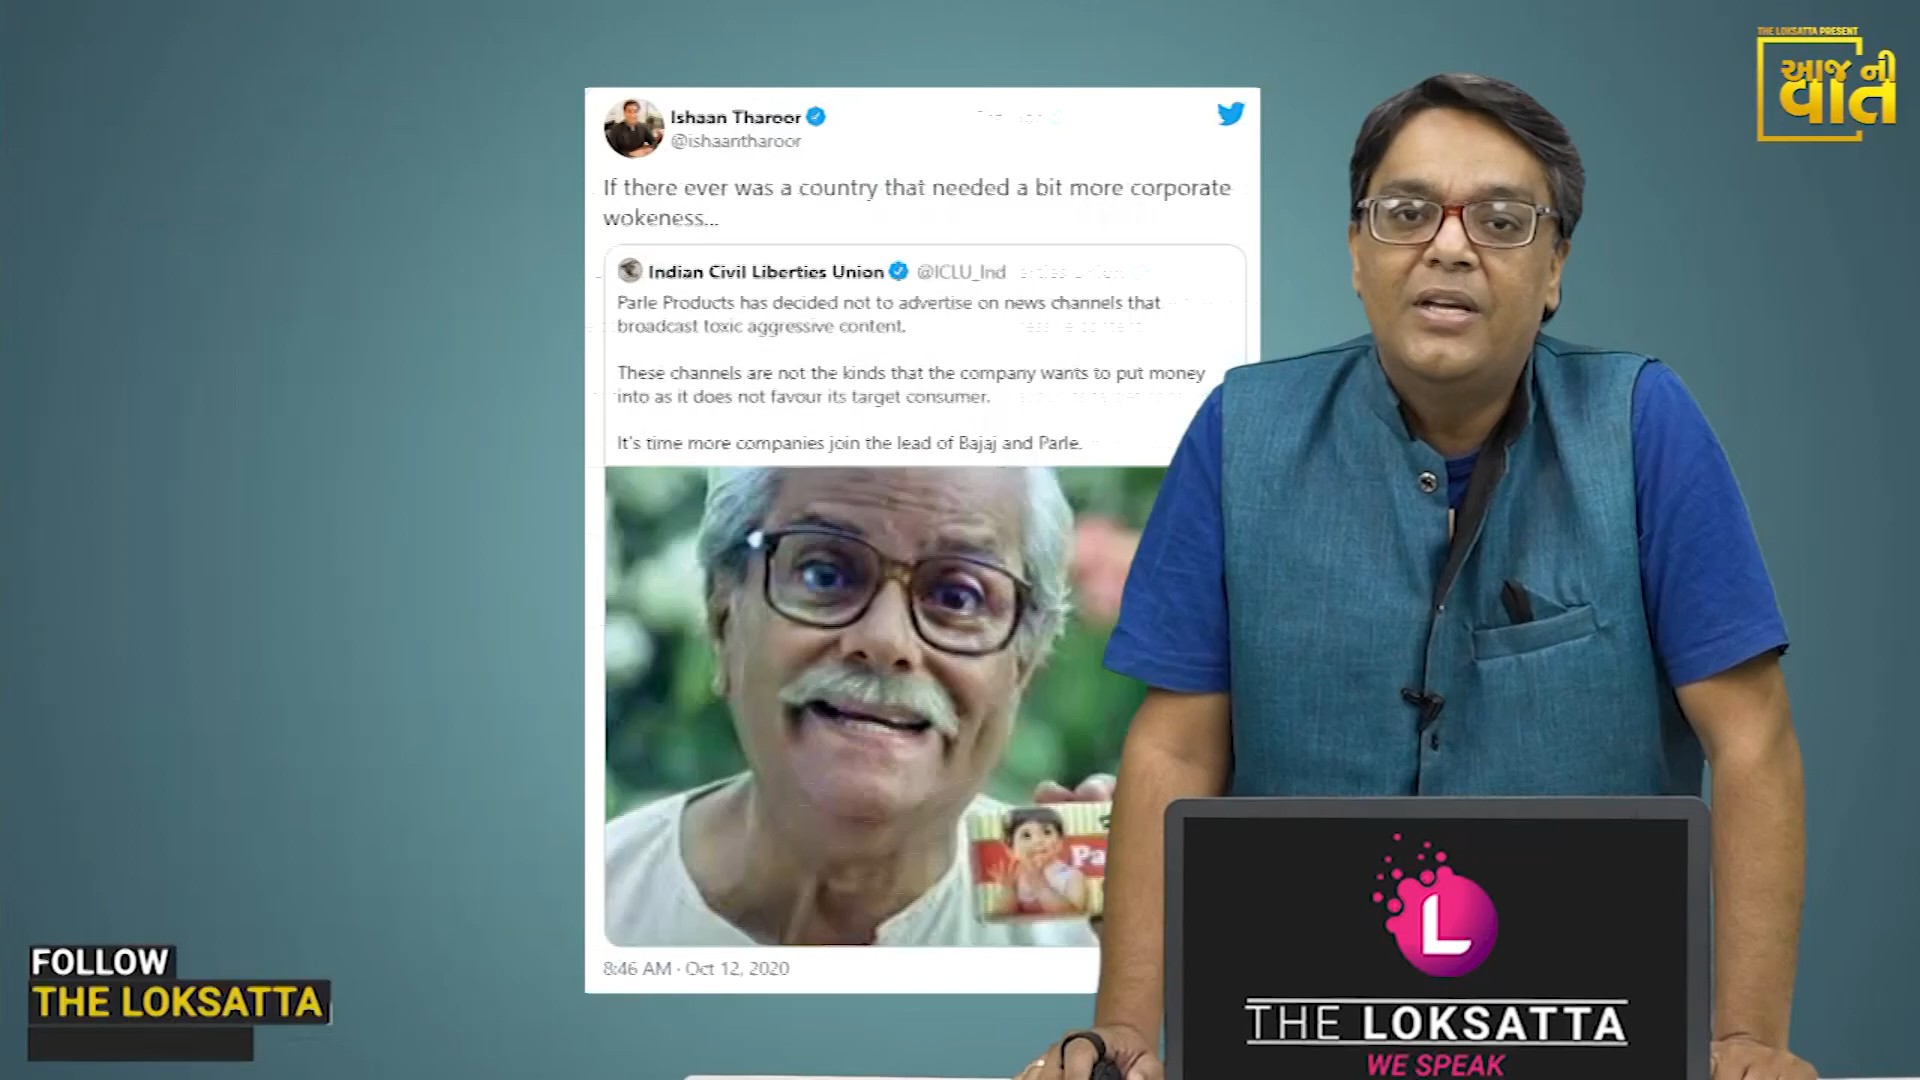 THE LOKSATTA PRESENT
આજ ની
વાત
Ishaan Tharoor
@ishaantharoor
If there ever was a country that needed a bit more corporate
wokeness...
Indian Civil Liberties Union @ICLU_Ind
Parle Products has decided not to advertise on news channels that
broadcast toxic aggressive content.
These channels are not the kinds that the company wants to put money
into as it does not favour its target consumer.
It's time more companies join the lead of Bajaj and Parle.
8:46 AM · Oct 12, 2020
FOLLOW
THE LOKSATTA
L
THE LOKSATTA
WE SPEAK